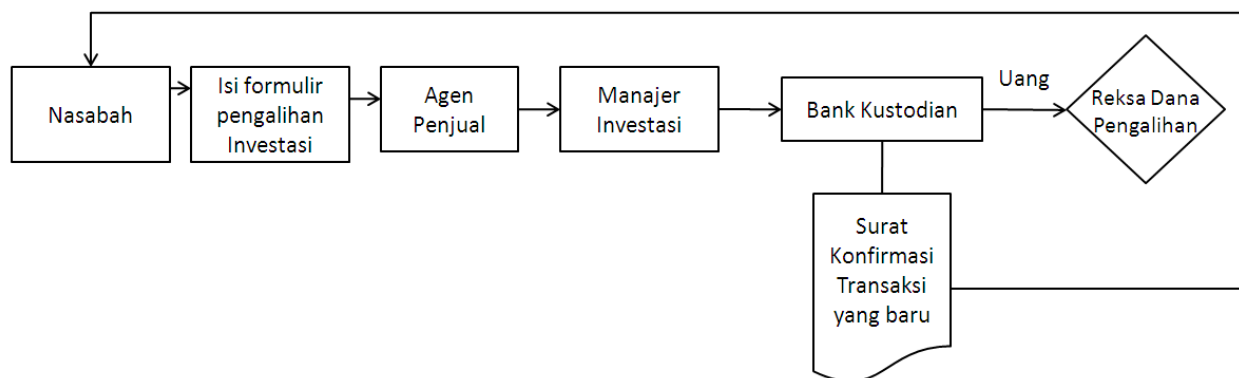 Nasabah
Isi formulir
pengalihan
Investasi
Agen
Penjual
Manajer
Investasi
Bank Kustodian
Uang
Reksa Dana
Pengalihan
Surat
Konfirmasi
Transaksi
yang baru